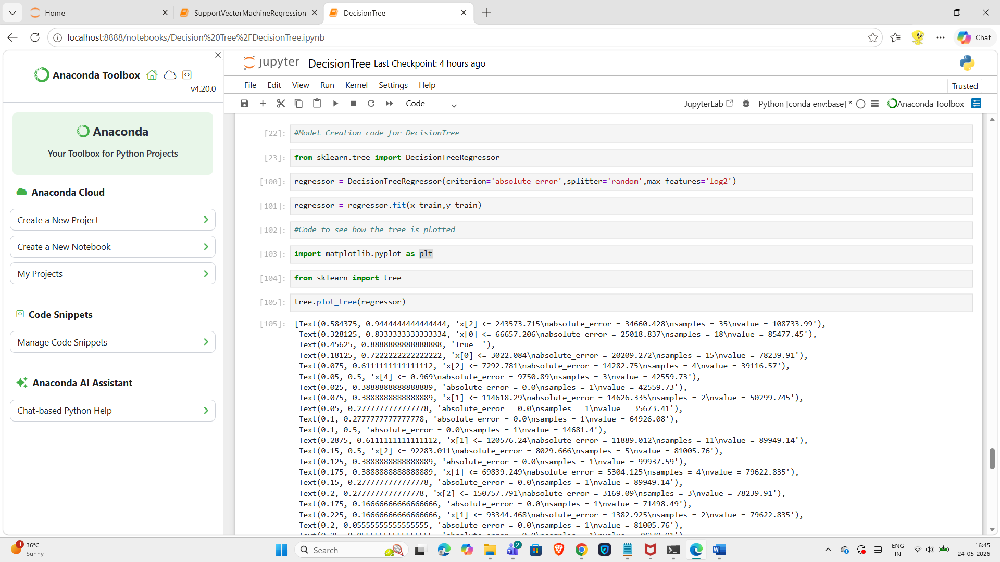 Home
SupportVectorMachineRegression
DecisionTree
localhost:8888/notebooks/Decision%20Tree%2FDecisionTree.ipynb
Chat
Anaconda Toolbox
v4.20.0
Anaconda
Your Toolbox for Python Projects
Anaconda Cloud
Create a New Project
Create a New Notebook
My Projects
Code Snippets
Manage Code Snippets
Anaconda AI Assistant
Chat-based Python Help
jupyter DecisionTree Last Checkpoint: 4 hours ago
File Edit View Run Kernel Settings Help
Trusted
Code
JupyterLab
Python [conda env:base] *
Anaconda Toolbox
[22]: #Model Creation code for DecisionTree
[23]: from sklearn.tree import DecisionTreeRegressor
[100]: regressor = DecisionTreeRegressor(criterion='absolute_error',splitter='random',max_features='log2')
[101]: regressor = regressor.fit(x_train,y_train)
[102]: #Code to see how the tree is plotted
[103]: import matplotlib.pyplot as plt
[104]: from sklearn import tree
[105]: tree.plot_tree(regressor)
[105]: [Text(0.584375, 0.9444444444444444, 'x[2] <= 243573.715\nabsolute_error = 34660.428\nsamples = 35\nvalue = 108733.99'),
Text(0.328125, 0.8333333333333334, 'x[0] <= 66657.206\nabsolute_error = 25018.837\nsamples = 18\nvalue = 85477.45'),
Text(0.45625, 0.8888888888888888, 'True  '),
Text(0.18125, 0.7222222222222222, 'x[0] <= 3022.084\nabsolute_error = 20209.272\nsamples = 15\nvalue = 78239.91'),
Text(0.075, 0.6111111111111112, 'x[2] <= 7292.781\nabsolute_error = 14282.75\nsamples = 4\nvalue = 39116.57'),
Text(0.05, 0.5, 'x[4] <= 0.969\nabsolute_error = 9750.89\nsamples = 3\nvalue = 42559.73'),
Text(0.025, 0.3888888888888889, 'absolute_error = 0.0\nsamples = 1\nvalue = 42559.73'),
Text(0.075, 0.3888888888888889, 'x[1] <= 114618.29\nabsolute_error = 14626.335\nsamples = 2\nvalue = 50299.745'),
Text(0.05, 0.2777777777777778, 'absolute_error = 0.0\nsamples = 1\nvalue = 35673.41'),
Text(0.1, 0.2777777777777778, 'absolute_error = 0.0\nsamples = 1\nvalue = 64926.08'),
Text(0.1, 0.5, 'absolute_error = 0.0\nsamples = 1\nvalue = 14681.4'),
Text(0.2875, 0.6111111111111112, 'x[1] <= 120576.24\nabsolute_error = 11889.012\nsamples = 11\nvalue = 89949.14'),
Text(0.15, 0.5, 'x[2] <= 92283.011\nabsolute_error = 8029.666\nsamples = 5\nvalue = 81005.76'),
Text(0.125, 0.3888888888888889, 'absolute_error = 0.0\nsamples = 1\nvalue = 99937.59'),
Text(0.175, 0.3888888888888889, 'x[1] <= 69839.249\nabsolute_error = 5304.125\nsamples = 4\nvalue = 79622.835'),
Text(0.15, 0.2777777777777778, 'absolute_error = 0.0\nsamples = 1\nvalue = 89949.14'),
Text(0.2, 0.2777777777777778, 'x[2] <= 150757.791\nabsolute_error = 3169.09\nsamples = 3\nvalue = 78239.91'),
Text(0.175, 0.16666666666666666, 'absolute_error = 0.0\nsamples = 1\nvalue = 71498.49'),
Text(0.225, 0.16666666666666666, 'x[1] <= 93344.468\nabsolute_error = 1382.925\nsamples = 2\nvalue = 79622.835'),
Text(0.2, 0.05555555555555555, 'absolute_error = 0.0\nsamples = 1\nvalue = 81005.76'),
1
36°C
Sunny
Search
2
ENG
IN
16:45
24-05-2026